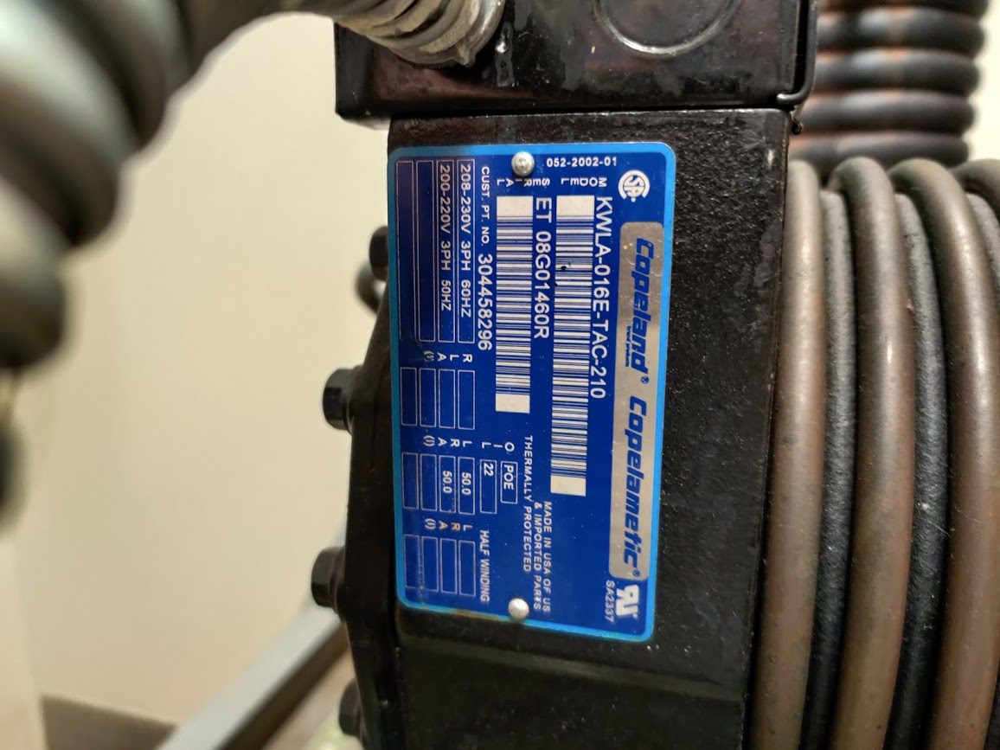 Copeland® Copelametic®
SA2337
052-2002-01
MODEL
KWLA-016E-TAC-210
SERIAL
ET 08G01460R
MADE IN USA OF US
& IMPORTED PARTS
THERMALLY PROTECTED
CUST. PT. NO. 304458296
OIL
POE
22
HALF WINDING
208-230V 3PH 60HZ
RLA
LRA
50.0
LRA
200-220V 3PH 50HZ
50.0